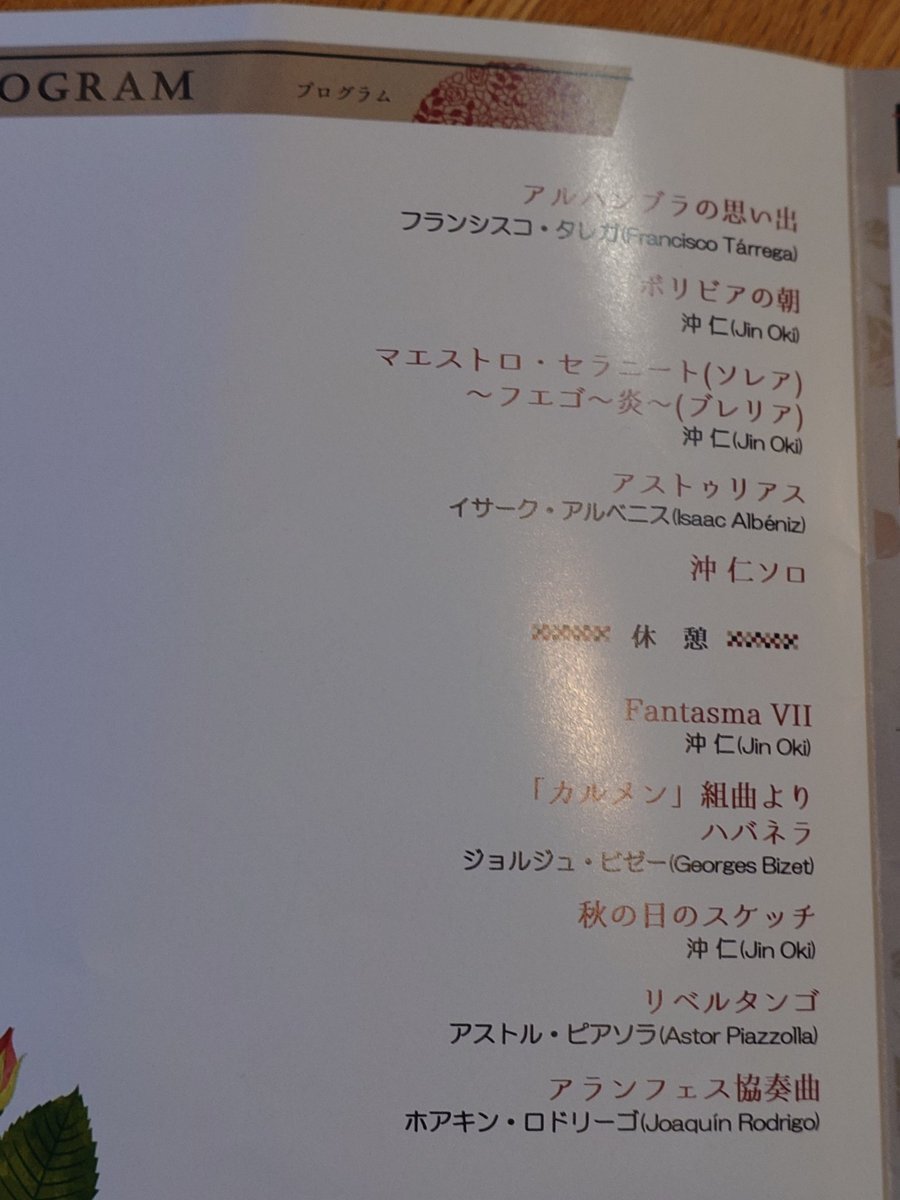 OGRAM プログラム
アルハンブラの思い出
フランシスコ・タレガ(Francisco Tárrega)
ボリビアの朝
沖 仁(Jin Oki)
マエストロ・セラニート(ソレア)
～フエゴ～炎～(ブレリア)
沖 仁(Jin Oki)
アストゥリアス
イサーク・アルベニス(Isaac Albéniz)
沖 仁ソロ
休 憩
Fantasma VII
沖 仁(Jin Oki)
「カルメン」組曲より
ハバネラ
ジョルジュ・ビゼー(Georges Bizet)
秋の日のスケッチ
沖 仁(Jin Oki)
リベルタンゴ
アストル・ピアソラ(Astor Piazzolla)
アランフェス協奏曲
ホアキン・ロドリーゴ(Joaquín Rodrigo)